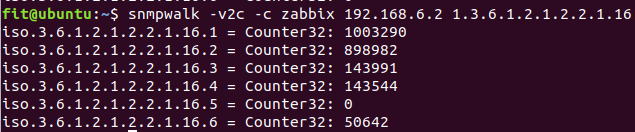 fit@ubuntu:~$ snmpwalk -v2c -c zabbix 192.168.6.2 1.3.6.1.2.1.2.2.1.16
iso.3.6.1.2.1.2.2.1.16.1 = Counter32: 1003290
iso.3.6.1.2.1.2.2.1.16.2 = Counter32: 898982
iso.3.6.1.2.1.2.2.1.16.3 = Counter32: 143991
iso.3.6.1.2.1.2.2.1.16.4 = Counter32: 143544
iso.3.6.1.2.1.2.2.1.16.5 = Counter32: 0
iso.3.6.1.2.1.2.2.1.16.6 = Counter32: 50642